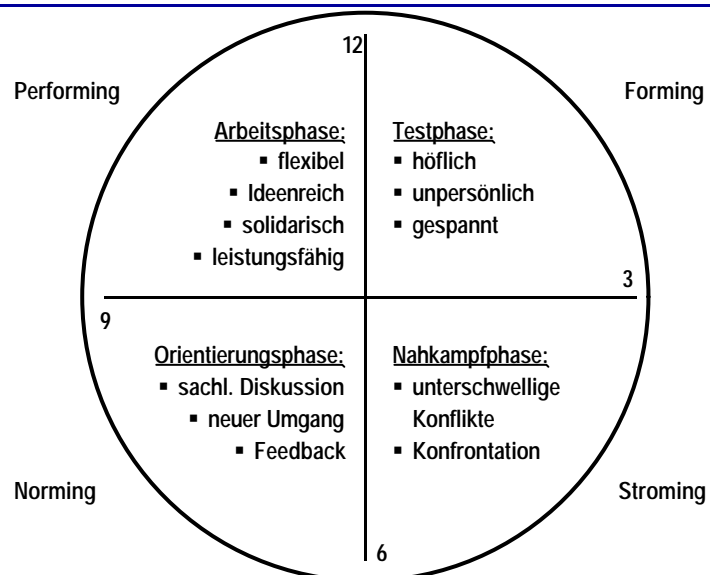 12
Performing
Forming
Arbeitsphase:
▪ flexibel
▪ Ideenreich
▪ solidarisch
▪ leistungsfähig
Testphase:
▪ höflich
▪ unpersönlich
▪ gespannt
3
9
Orientierungsphase:
▪ sachl. Diskussion
▪ neuer Umgang
▪ Feedback
Nahkampfphase:
▪ unterschwellige
Konflikte
▪ Konfrontation
Norming
Stroming
6